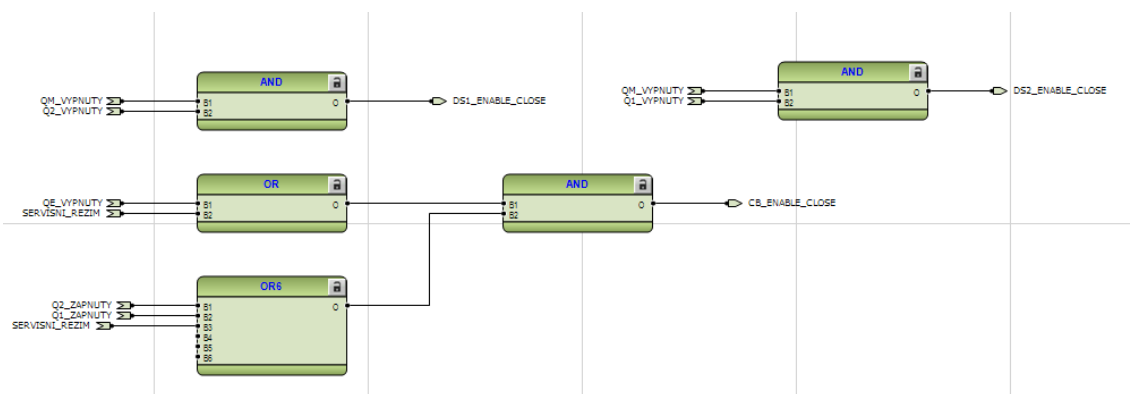 AND
QM_VYPNUTY
Q2_VYPNUTY
B1
B2
O
DS1_ENABLE_CLOSE
AND
QM_VYPNUTY
Q1_VYPNUTY
B1
B2
O
DS2_ENABLE_CLOSE
OR
QE_VYPNUTY
SERVISNI_REZIM
B1
B2
O
AND
B1
B2
O
CB_ENABLE_CLOSE
OR6
Q2_ZAPNUTY
Q1_ZAPNUTY
SERVISNI_REZIM
B1
B2
B3
B4
B5
B6
O